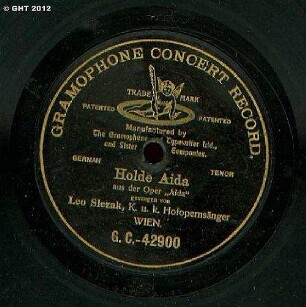 © GHT 2012
GRAMOPHONE CONCERT RECORD.
TRADE MARK
PATENTED PATENTED
Manufactured by
The Gramophone and Typewriter Ltd.,
and Sister Companies.
GERMAN TENOR
Holde Aida
aus der Oper „Aida"
gesungen von
Leo Slezak, K. u. k. Hofopernsänger
WIEN.
G. C.-42900